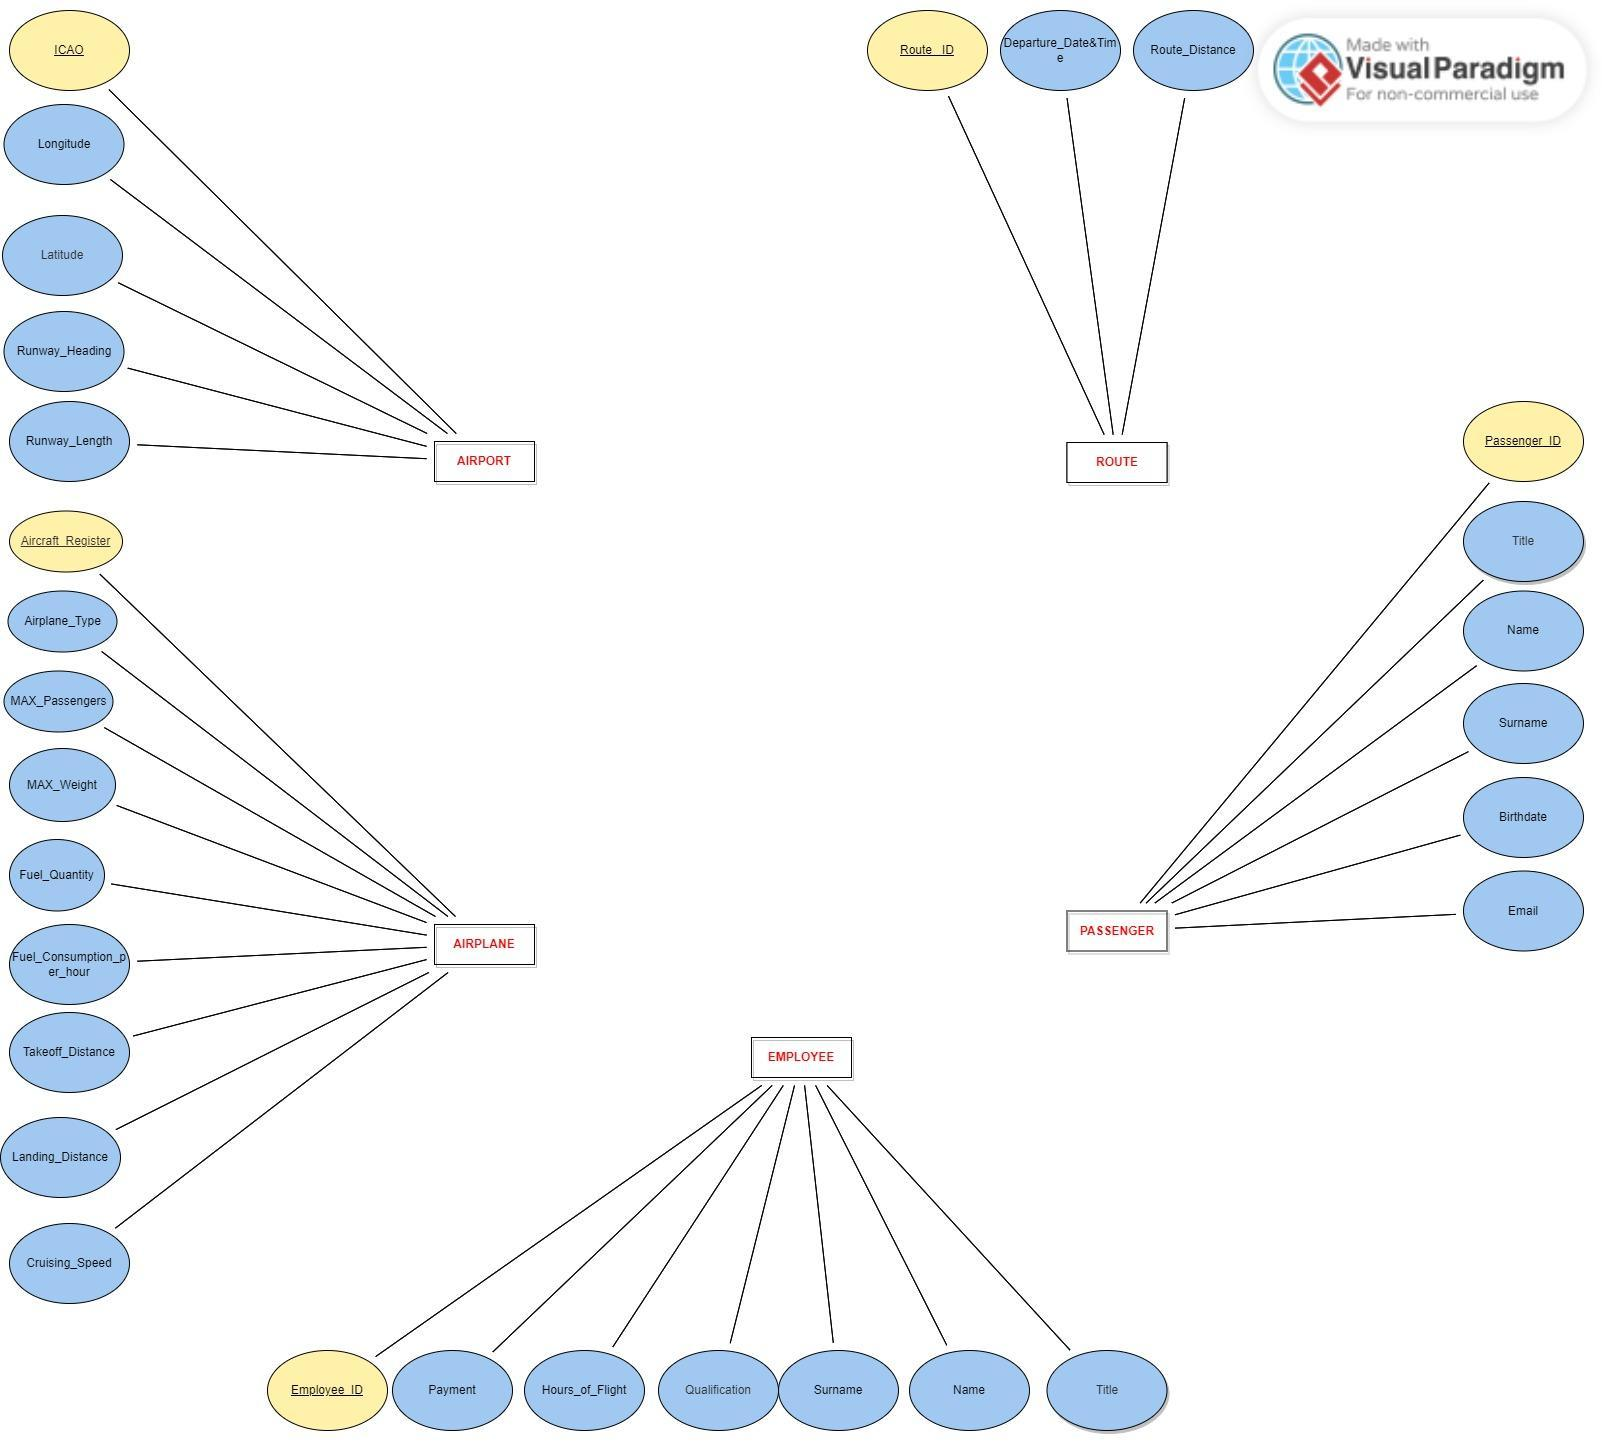 ICAO
Longitude
Latitude
Runway_Heading
Runway_Length
AIRPORT
Route_ID
Departure_Date&Tim
e
Route_Distance
ROUTE
Made with
Visual Paradigm
For non-commercial use
Aircraft_Register
Airplane_Type
MAX_Passengers
MAX_Weight
Fuel_Quantity
Fuel_Consumption_p
er_hour
Takeoff_Distance
Landing_Distance
Cruising_Speed
AIRPLANE
Passenger_ID
Title
Name
Surname
Birthdate
Email
PASSENGER
EMPLOYEE
Employee_ID
Payment
Hours_of_Flight
Qualification
Surname
Name
Title